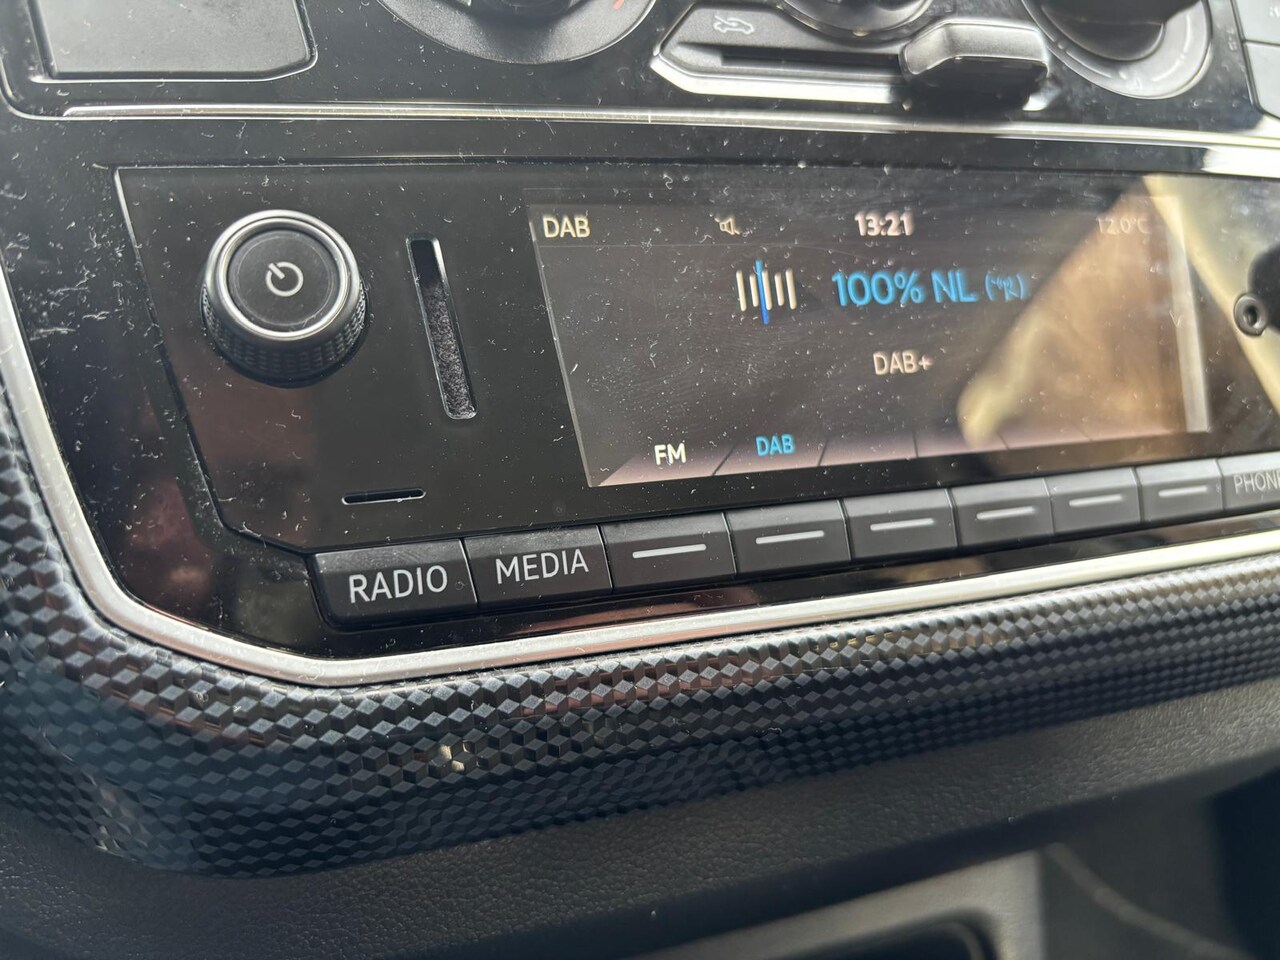 DAB 13:21 12.0°C
100% NL
DAB+
FM DAB
RADIO MEDIA PHONE